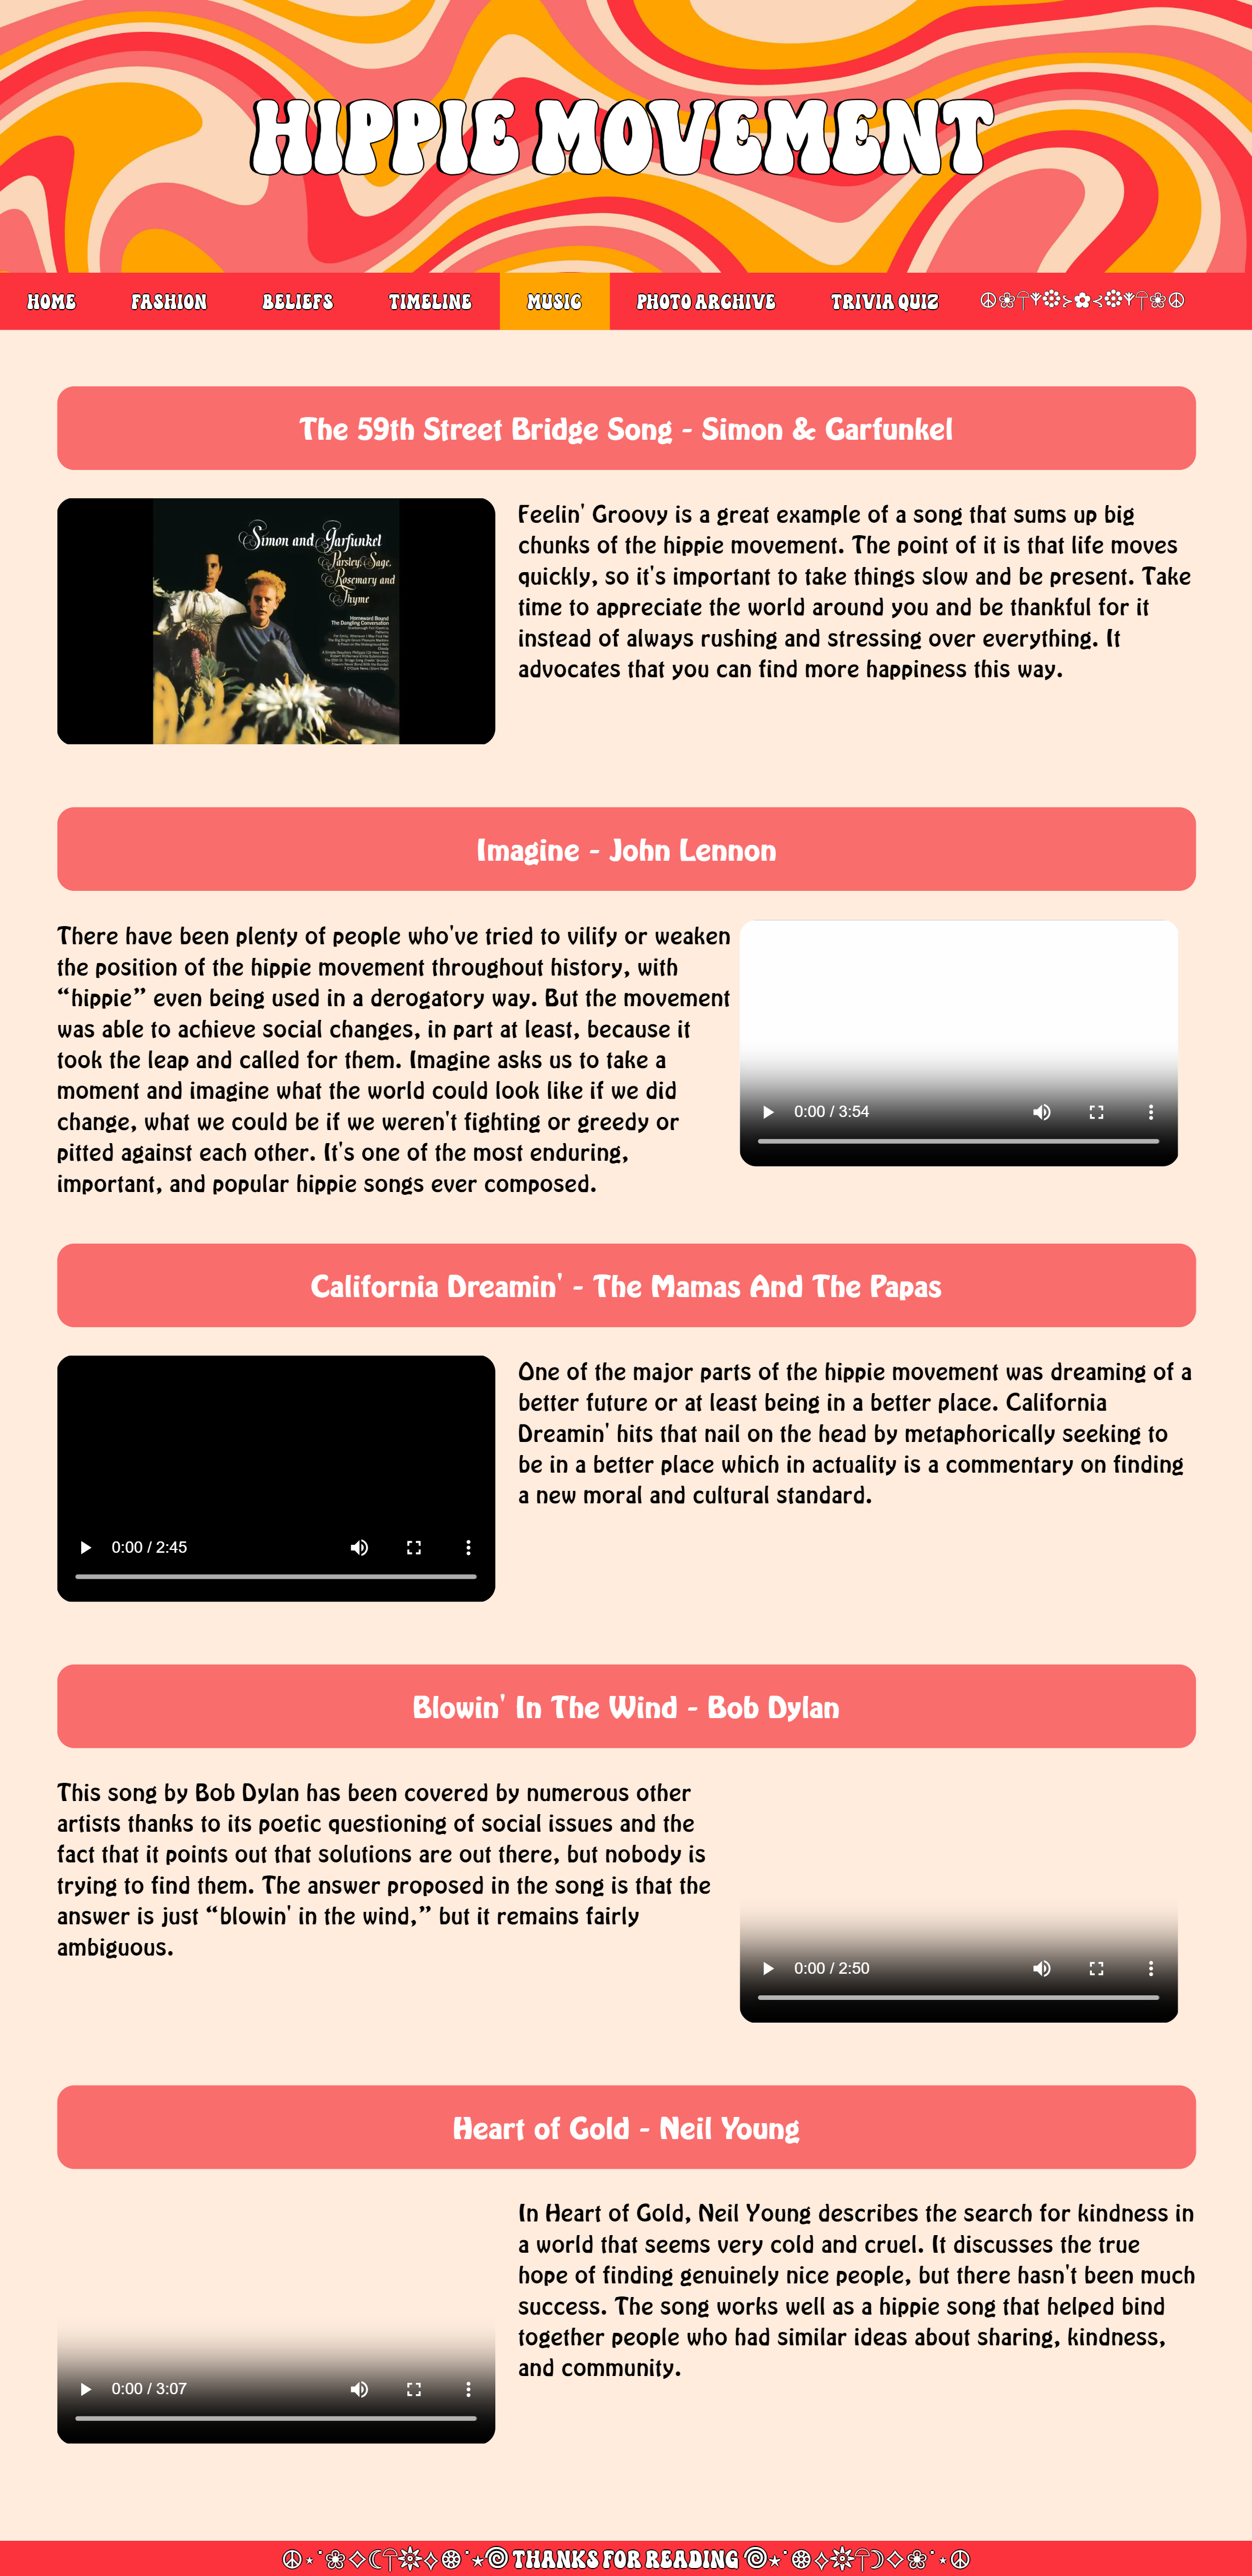 HIPPIE MOVEMENT
HOME FASHION BELIEFS TIMELINE MUSIC PHOTO ARCHIVE TRIVIA QUIZ
The 59th Street Bridge Song - Simon & Garfunkel
Simon and Garfunkel
Parsley, Sage,
Rosemary and
Thyme
Homeward Bound
The Dangling Conversation
Feelin' Groovy is a great example of a song that sums up big
chunks of the hippie movement. The point of it is that life moves
quickly, so it's important to take things slow and be present. Take
time to appreciate the world around you and be thankful for it
instead of always rushing and stressing over everything. It
advocates that you can find more happiness this way.
Imagine - John Lennon
There have been plenty of people who've tried to vilify or weaken
the position of the hippie movement throughout history, with
“hippie” even being used in a derogatory way. But the movement
was able to achieve social changes, in part at least, because it
took the leap and called for them. Imagine asks us to take a
moment and imagine what the world could look like if we did
change, what we could be if we weren't fighting or greedy or
pitted against each other. It's one of the most enduring,
important, and popular hippie songs ever composed.
0:00 / 3:54
California Dreamin' - The Mamas And The Papas
0:00 / 2:45
One of the major parts of the hippie movement was dreaming of a
better future or at least being in a better place. California
Dreamin' hits that nail on the head by metaphorically seeking to
be in a better place which in actuality is a commentary on finding
a new moral and cultural standard.
Blowin' In The Wind - Bob Dylan
This song by Bob Dylan has been covered by numerous other
artists thanks to its poetic questioning of social issues and the
fact that it points out that solutions are out there, but nobody is
trying to find them. The answer proposed in the song is that the
answer is just “blowin' in the wind,” but it remains fairly
ambiguous.
0:00 / 2:50
Heart of Gold - Neil Young
0:00 / 3:07
In Heart of Gold, Neil Young describes the search for kindness in
a world that seems very cold and cruel. It discusses the true
hope of finding genuinely nice people, but there hasn't been much
success. The song works well as a hippie song that helped bind
together people who had similar ideas about sharing, kindness,
and community.
THANKS FOR READING